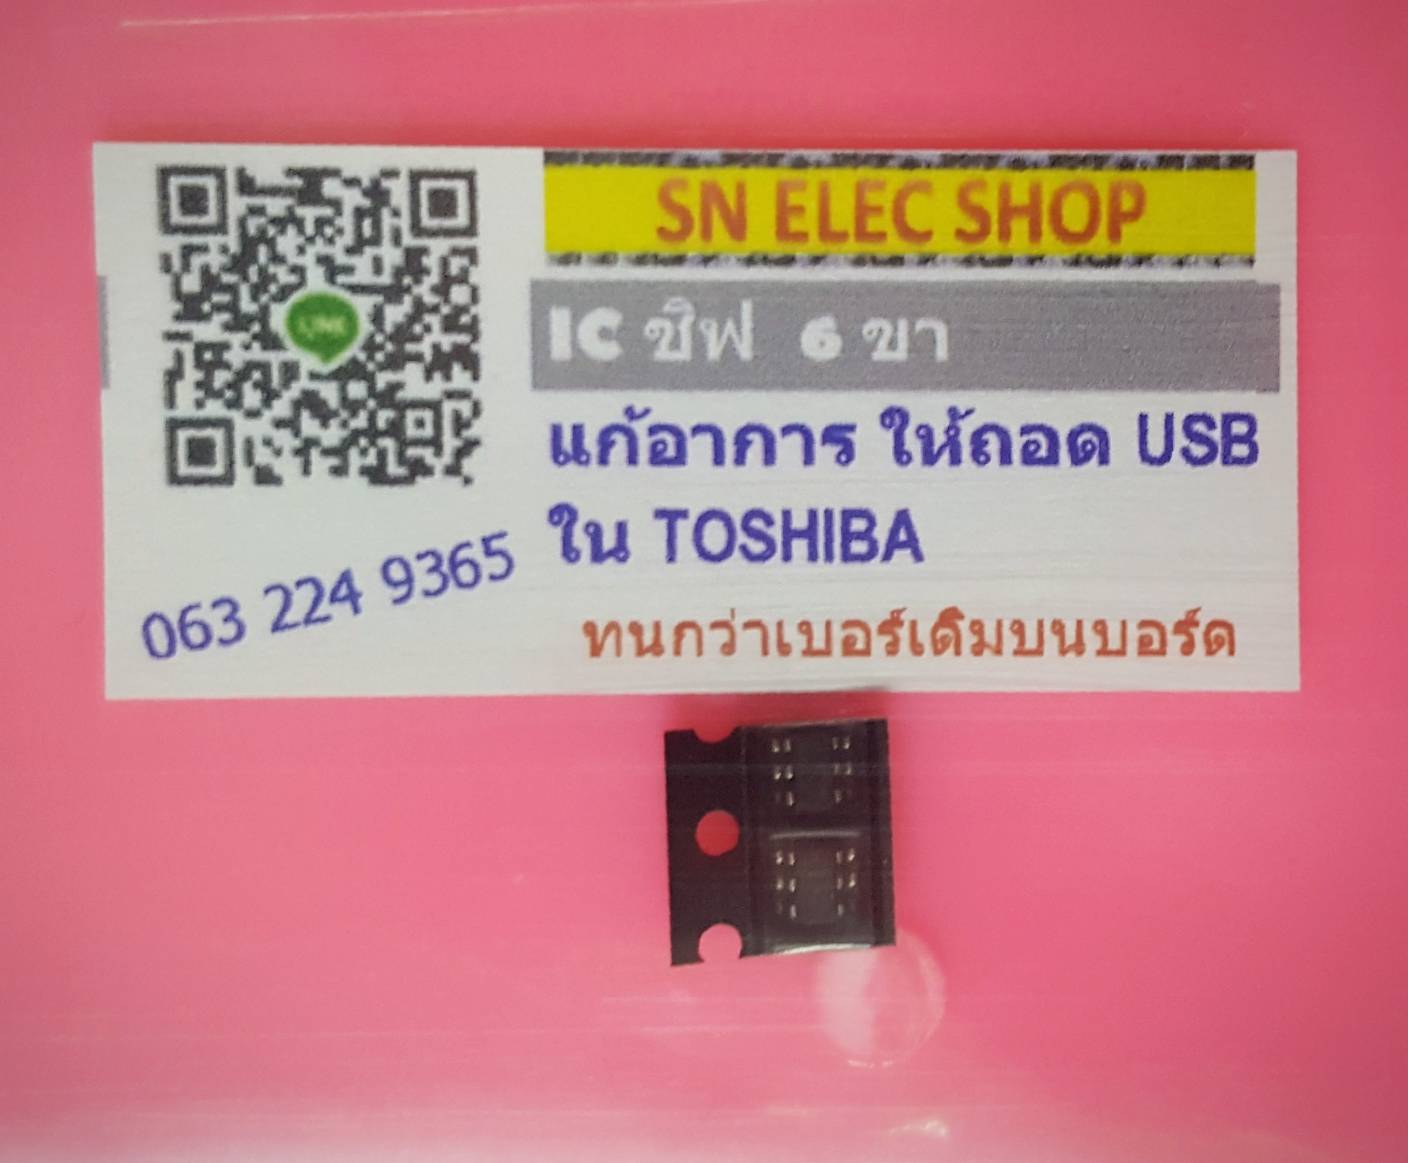 SN ELEC SHOP
IC ซิฟ 6 ขา
แก้อาการ ให้ถอด USB
ใน TOSHIBA
ทนกว่าเบอร์เดิมบนบอร์ด
063 224 9365
LINE